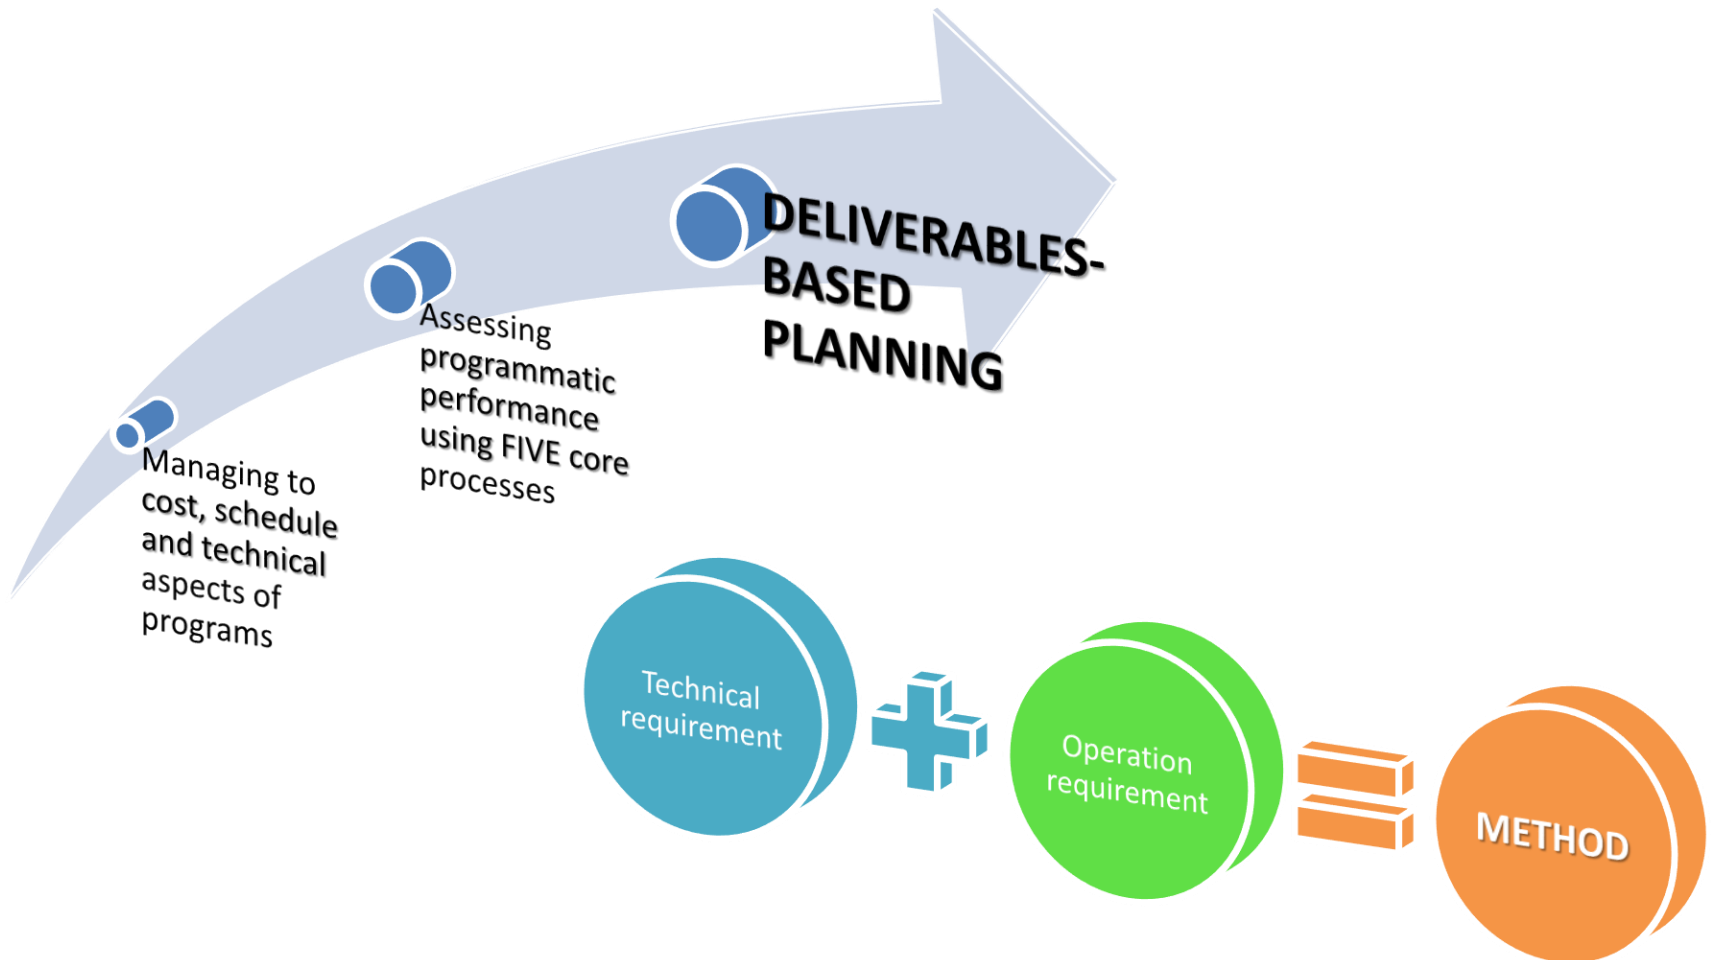 Managing to
cost, schedule
and technical
aspects of
programs
Assessing
programmatic
performance
using FIVE core
processes
DELIVERABLES-
BASED
PLANNING
Technical
requirement
Operation
requirement
METHOD